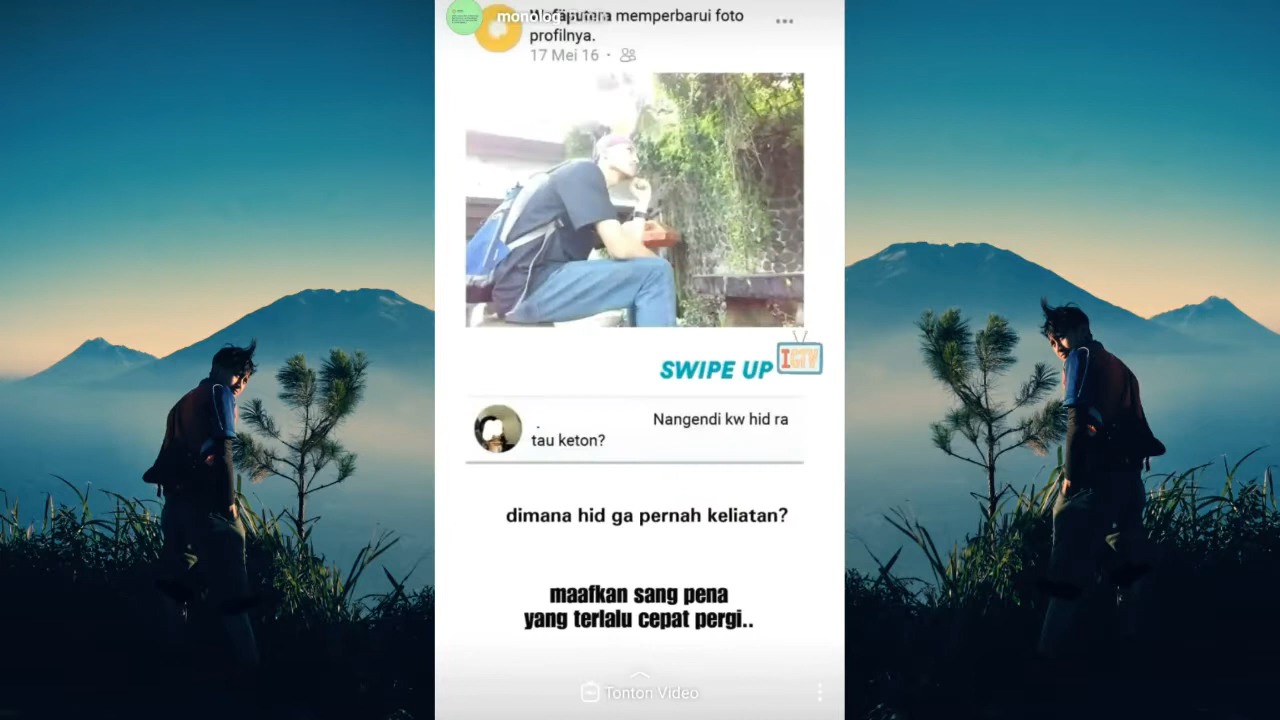 monolog
memperbarui foto
profilnya.
17 Mei 16 ·
SWIPE UP IGTV
Nangendi kw hid ra
tau keton?
dimana hid ga pernah keliatan?
maafkan sang pena
yang terlalu cepat pergi..
Tonton Video